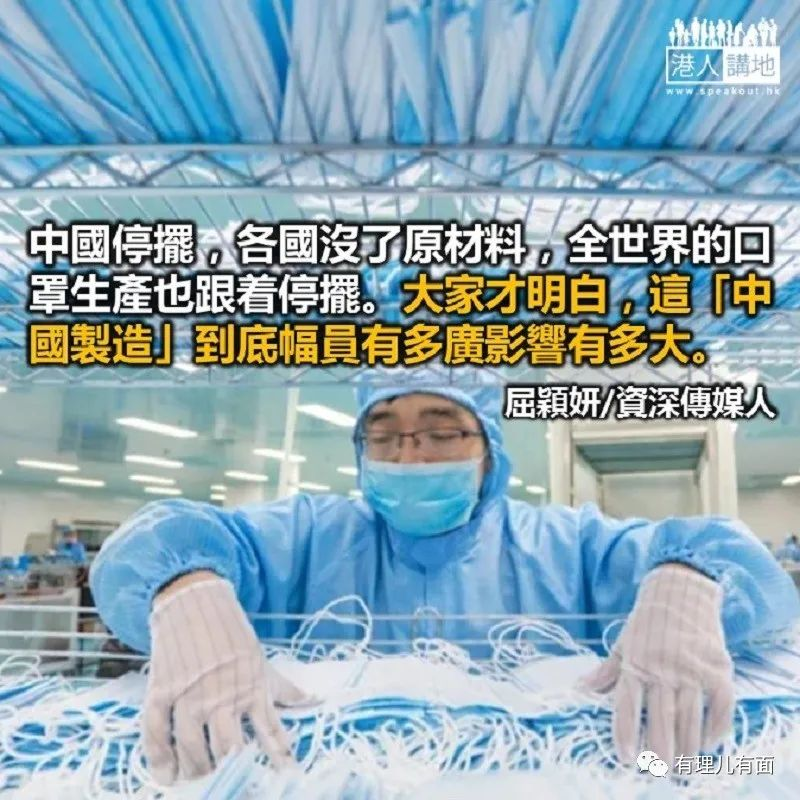 港人講地
www.speakout.hk
中國停擺，各國沒了原材料，全世界的口
罩生產也跟着停擺。大家才明白，這「中
國製造」到底幅員有多廣影響有多大。
屈穎妍/資深傳媒人
有理儿有面